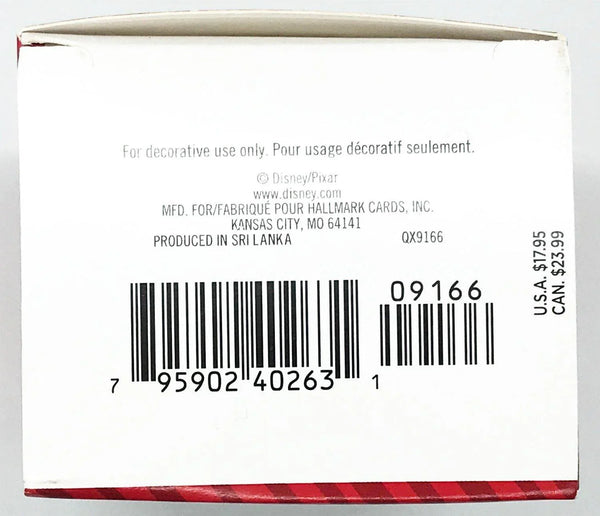 For decorative use only. Pour usage décoratif seulement.
© Disney/Pixar
www.disney.com
MFD. FOR/FABRIQUÉ POUR HALLMARK CARDS, INC.
KANSAS CITY, MO 64141
PRODUCED IN SRI LANKA QX9166
U.S.A. $17.95
CAN. $23.99
09166
7 95902 40263 1